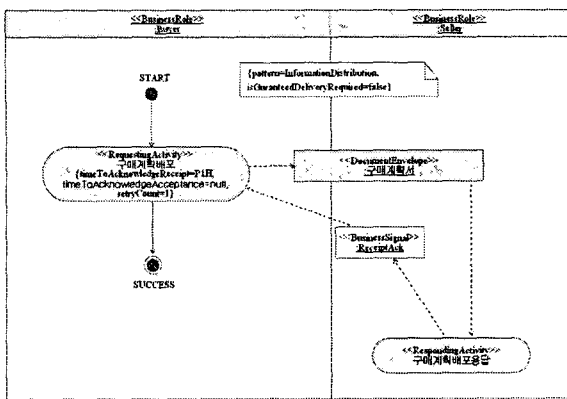 <<BusinessRole>>
:Buyer
<<BusinessRole>>
:Seller
START
{pattern=InformationDistribution,
isGuranteedDeliveryRequired=false}
<<RequestingActivity>>
구매계획배포
{timeToAcknowledgeReceipt=P1H,
timeToAcknowledgeAcceptance=null,
retryCount=1}
<<DocumentEnvelope>>
:구매계획서
<<BusinessSignal>>
:ReceiptAck
SUCCESS
<<RespondingActivity>>
구매계획배포응답